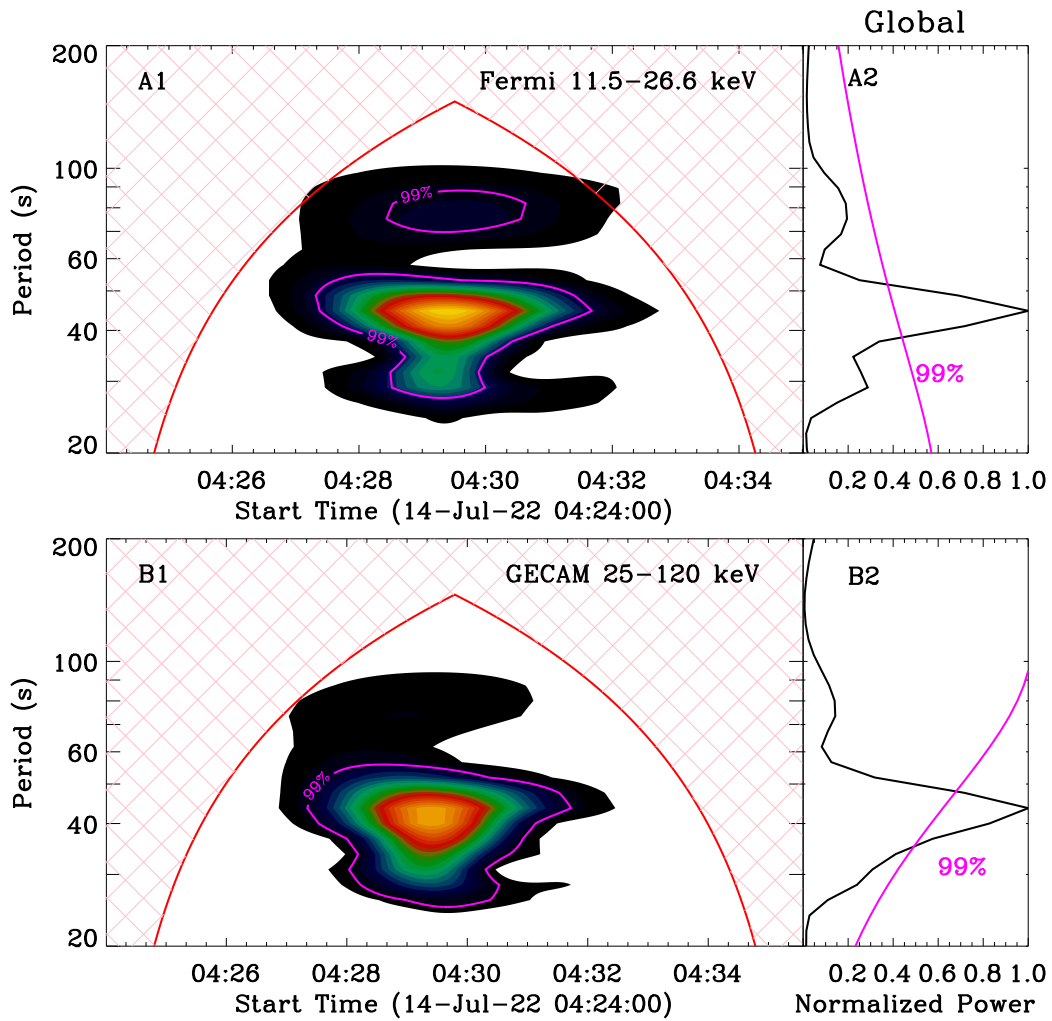 Global
200
A1
Fermi 11.5-26.6 keV
A2
100
99%
Period (s)
60
40
99%
99%
20
04:26 04:28 04:30 04:32 04:34
0.2 0.4 0.6 0.8 1.0
Start Time (14-Jul-22 04:24:00)
200
B1
GECAM 25-120 keV
B2
100
Period (s)
60
99%
40
99%
20
04:26 04:28 04:30 04:32 04:34
0.2 0.4 0.6 0.8 1.0
Start Time (14-Jul-22 04:24:00)
Normalized Power